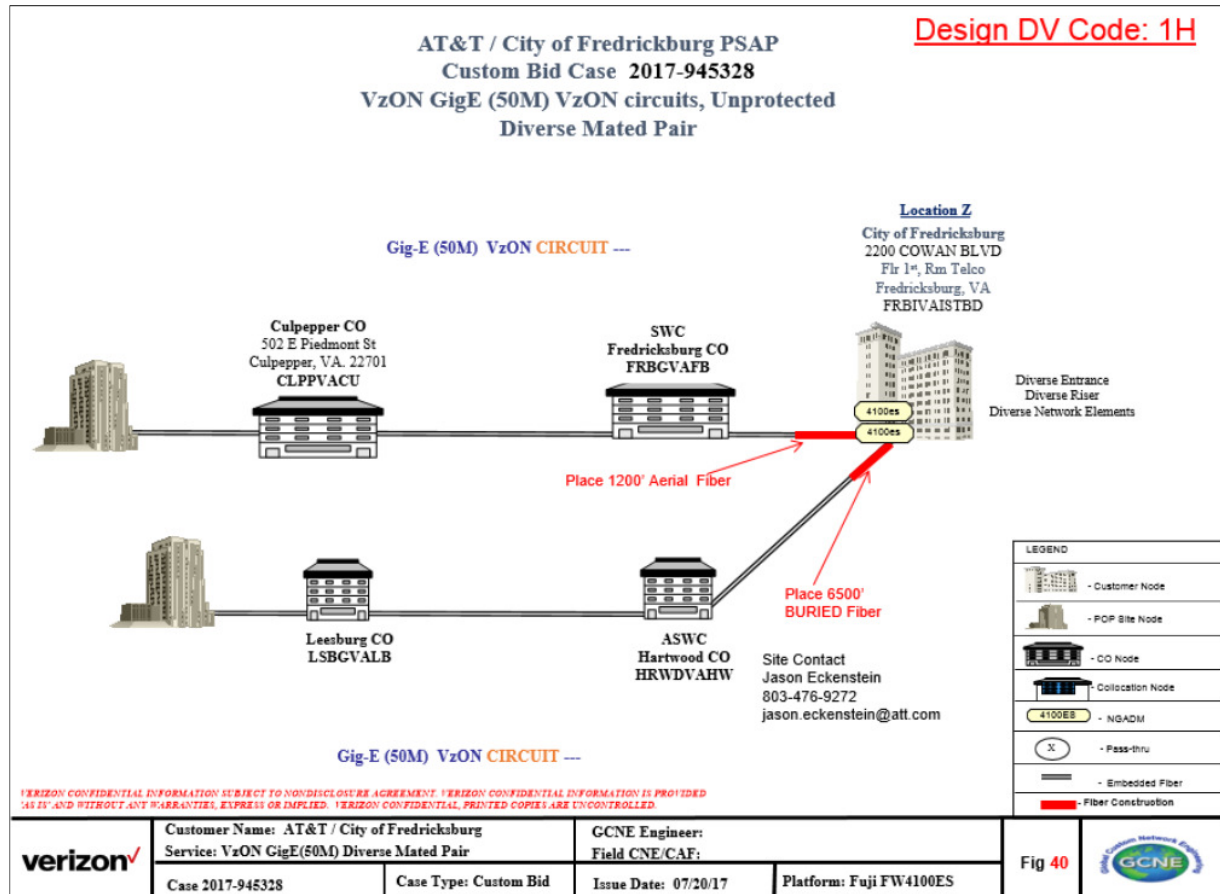 Design DV Code: 1H
AT&T / City of Fredrickburg PSAP
Custom Bid Case 2017-945328
VzON GigE (50M) VzON circuits, Unprotected
Diverse Mated Pair
Gig-E (50M) VzON CIRCUIT ---
Location Z
City of Fredricksburg
2200 COWAN BLVD
Flr 1st, Rm Telco
Fredricksburg, VA
FRBIVAISTBD
Culpepper CO
502 E Piedmont St
Culpepper, VA. 22701
CLPPVACU
SWC
Fredricksburg CO
FRBGVAFB
4100es
4100es
Diverse Entrance
Diverse Riser
Diverse Network Elements
Place 1200' Aerial Fiber
Place 6500'
BURIED Fiber
Leesburg CO
LSBGVALB
ASWC
Hartwood CO
HRWDVAHW
Site Contact
Jason Eckenstein
803-476-9272
jason.eckenstein@att.com
Gig-E (50M) VzON CIRCUIT ---
LEGEND
- Customer Node
- POP Site Node
- CO Node
- Collocation Node
4100ES - NGADM
X - Pass-thru
- Embedded Fiber
- Fiber Construction
VERIZON CONFIDENTIAL INFORMATION SUBJECT TO NONDISCLOSURE AGREEMENT. VERIZON CONFIDENTIAL INFORMATION IS PROVIDED
'AS IS' AND WITHOUT ANY WARRANTIES, EXPRESS OR IMPLIED. VERIZON CONFIDENTIAL, PRINTED COPIES ARE UNCONTROLLED.
verizon
Customer Name: AT&T / City of Fredricksburg
Service: VzON GigE(50M) Diverse Mated Pair
Case 2017-945328
Case Type: Custom Bid
GCNE Engineer:
Field CNE/CAF:
Issue Date: 07/20/17
Platform: Fuji FW4100ES
Fig 40
Global Custom Network Engineering
GCNE